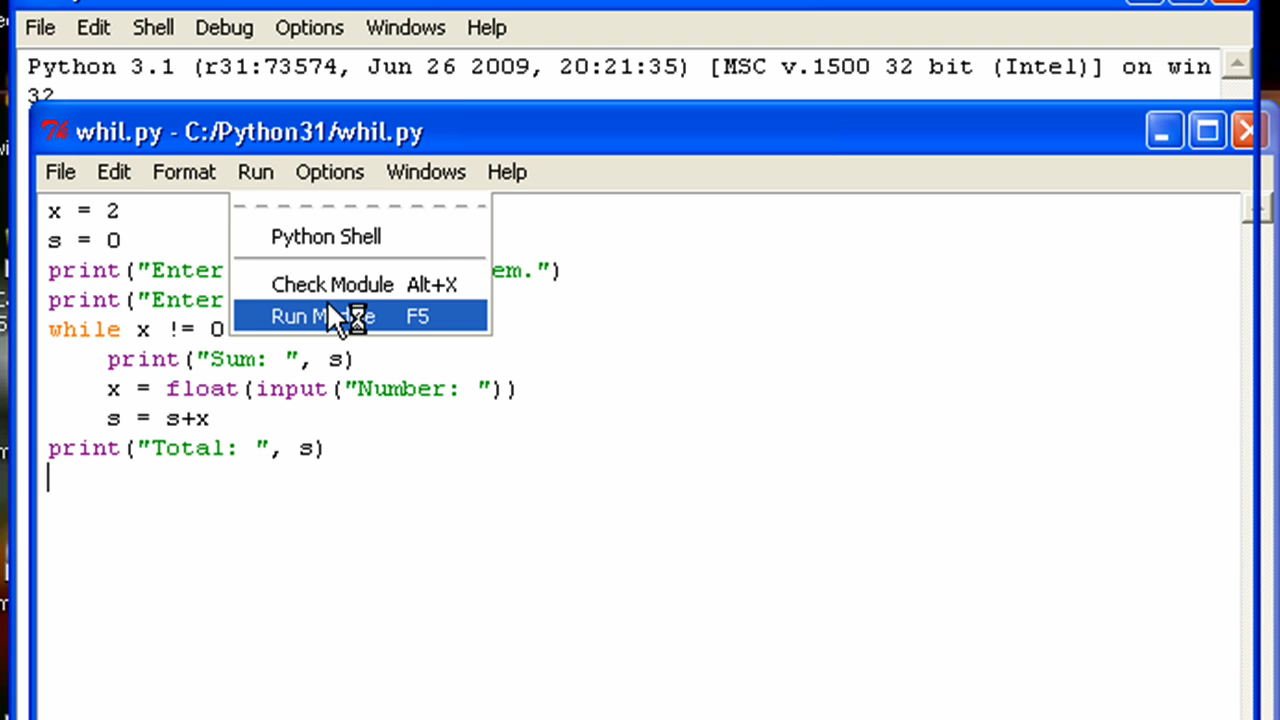 File Edit Shell Debug Options Windows Help
Python 3.1 (r31:73574, Jun 26 2009, 20:21:35) [MSC v.1500 32 bit (Intel)] on win
32
whil.py - C:/Python31/whil.py
File Edit Format Run Options Windows Help
x = 2
s = 0
Python Shell
print("Enter em.")
Check Module Alt+X
print("Enter
Run F5
while x != 0
print("Sum: ", s)
x = float(input("Number: "))
s = s+x
print("Total: ", s)